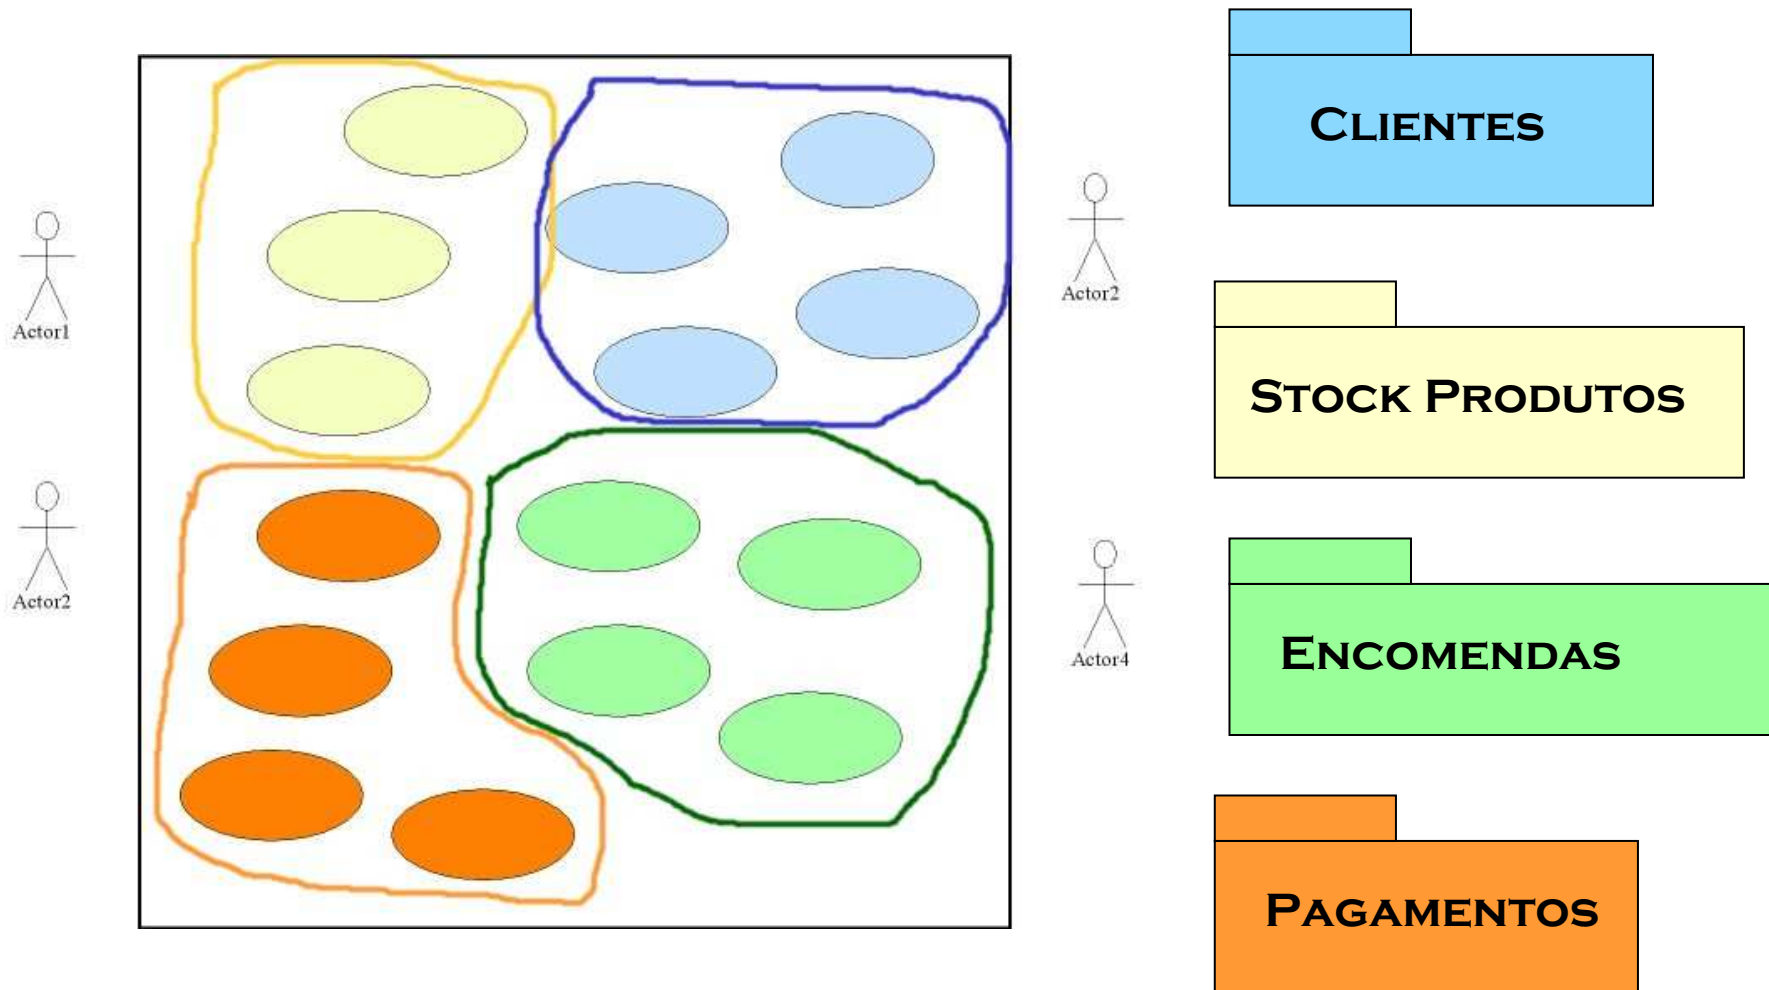 CLIENTES
Actor2
Actor1
STOCK PRODUTOS
Actor2
ENCOMENDAS
Actor4
PAGAMENTOS